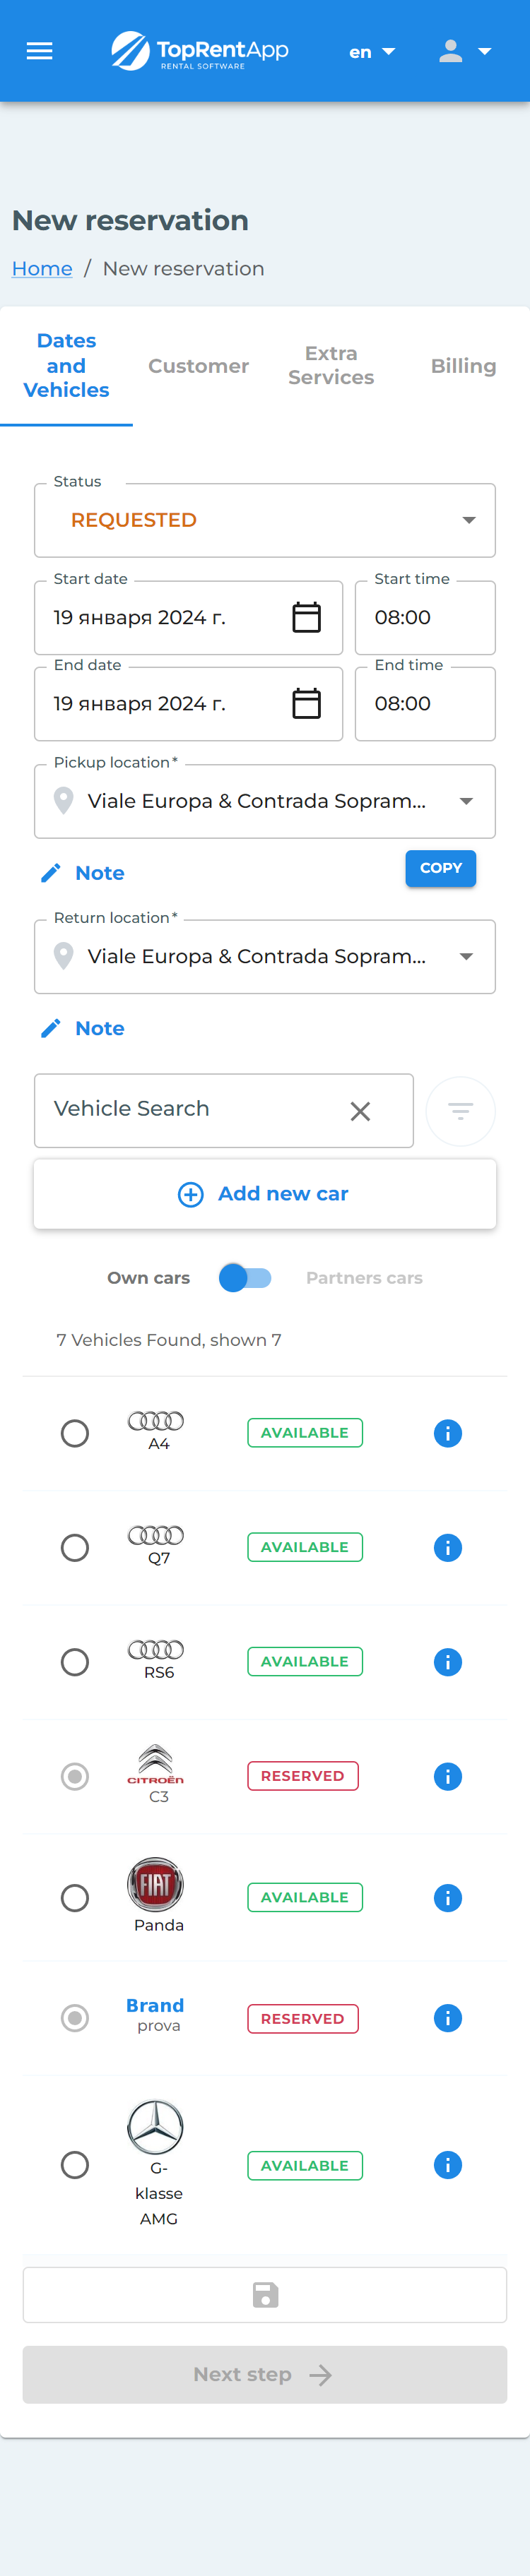 TopRentApp
RENTAL SOFTWARE
en
New reservation
Home / New reservation
Dates
and
Vehicles
Customer
Extra
Services
Billing
Status
REQUESTED
Start date
19 января 2024 г.
Start time
08:00
End date
19 января 2024 г.
End time
08:00
Pickup location*
Viale Europa & Contrada Sopram...
Note
COPY
Return location*
Viale Europa & Contrada Sopram...
Note
Vehicle Search
Add new car
Own cars
Partners cars
7 Vehicles Found, shown 7
A4
AVAILABLE
Q7
AVAILABLE
RS6
AVAILABLE
CITROËN
C3
RESERVED
FIAT
Panda
AVAILABLE
Brand
prova
RESERVED
G-
klasse
AMG
AVAILABLE
Next step